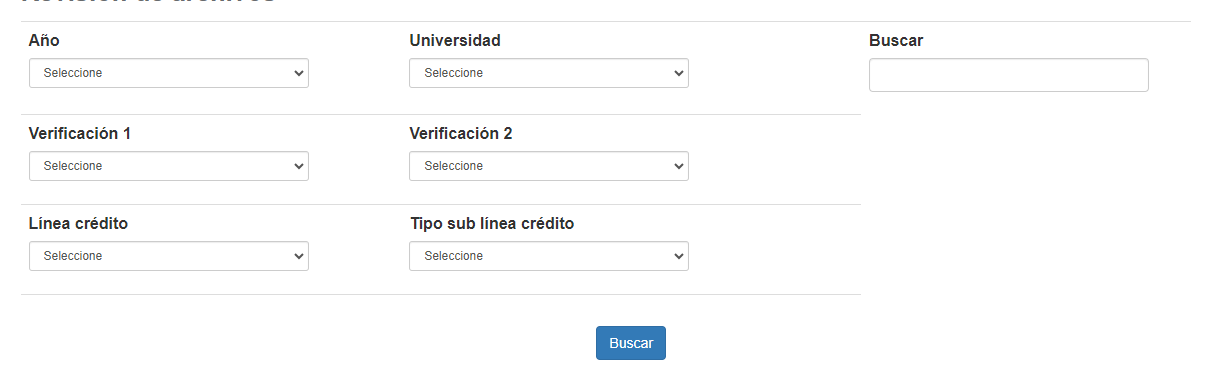 Año Universidad Buscar
Seleccione Seleccione
Verificación 1 Verificación 2
Seleccione Seleccione
Línea crédito Tipo sub línea crédito
Seleccione Seleccione
Buscar